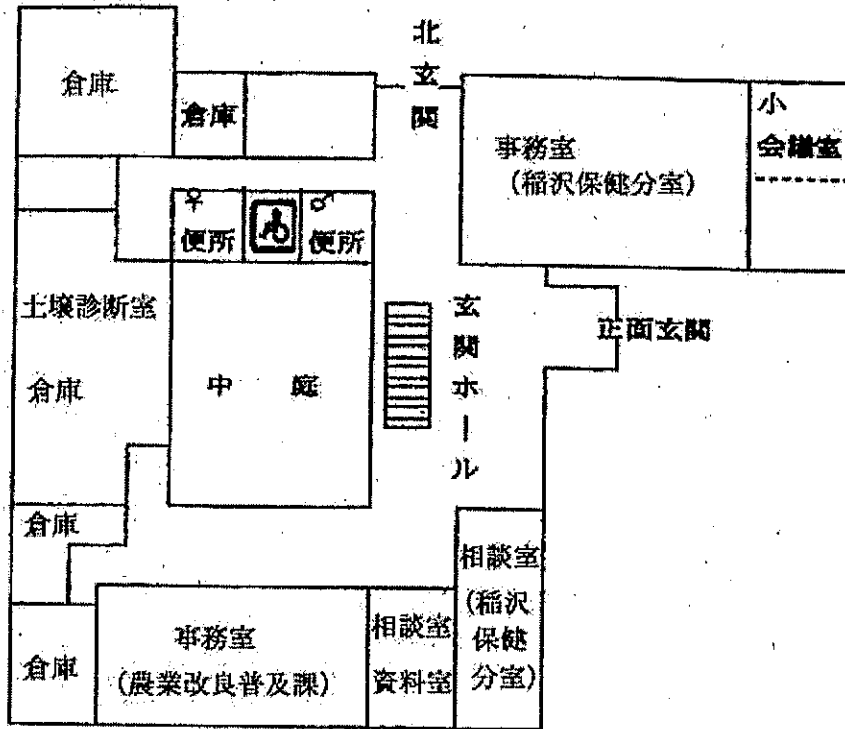 倉庫
倉庫
北玄関
事務室
(稲沢保健分室)
小
会議室
♀
便所
♂
便所
土壌診断室
倉庫
中庭
玄関ホール
正面玄関
倉庫
相談室
(稲沢
保健
分室)
倉庫
事務室
(農業改良普及課)
相談室
資料室